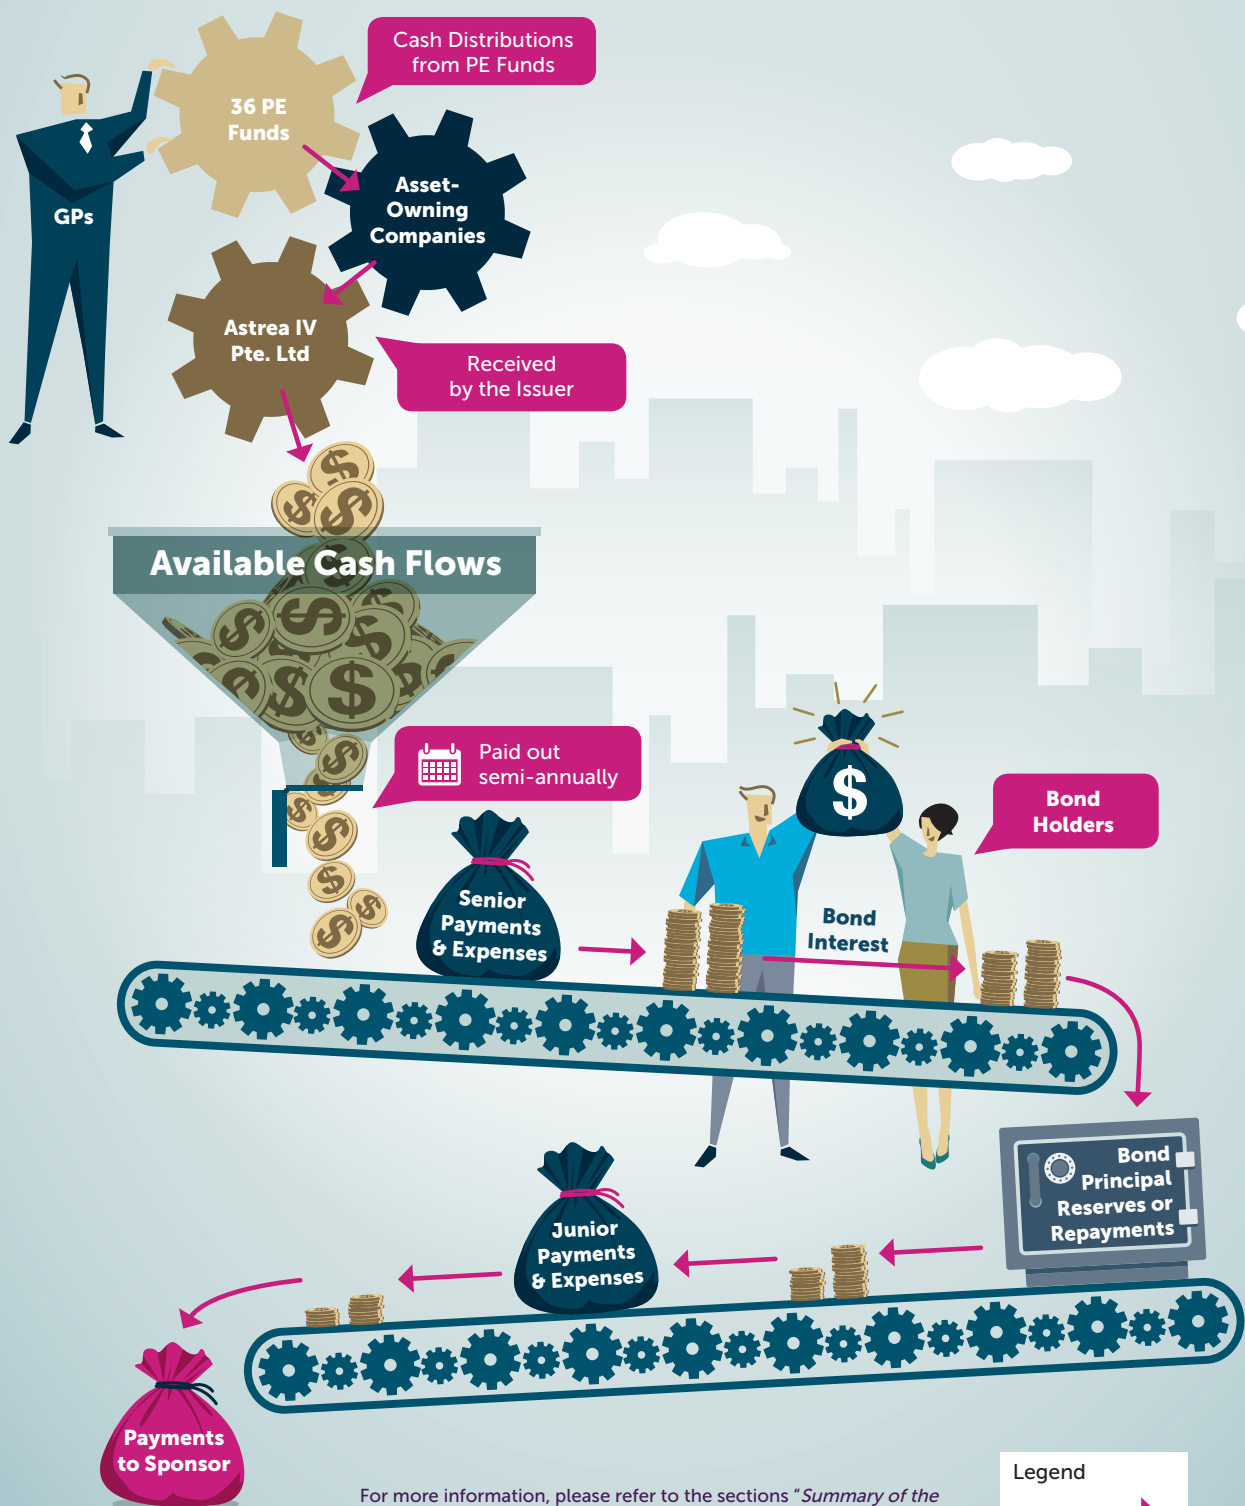 Cash Distributions
from PE Funds
36 PE
Funds
GPs
Asset-
Owning
Companies
Astrea IV
Pte. Ltd
Received
by the Issuer
Available Cash Flows
Paid out
semi-annually
$
Bond
Holders
Senior
Payments
& Expenses
Bond
Interest
Bond
Principal
Reserves or
Repayments
Junior
Payments
& Expenses
Payments
to Sponsor
Legend
For more information, please refer to the sections “Summary of the